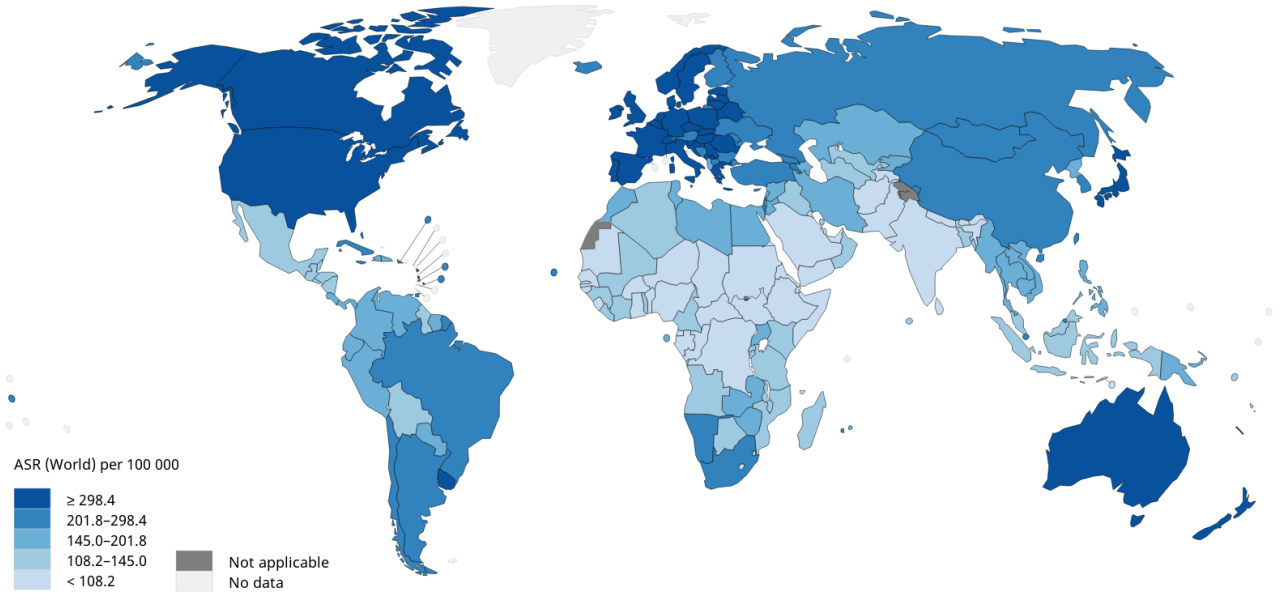 ASR (World) per 100 000
≥ 298.4
201.8–298.4
145.0–201.8
108.2–145.0
< 108.2
Not applicable
No data